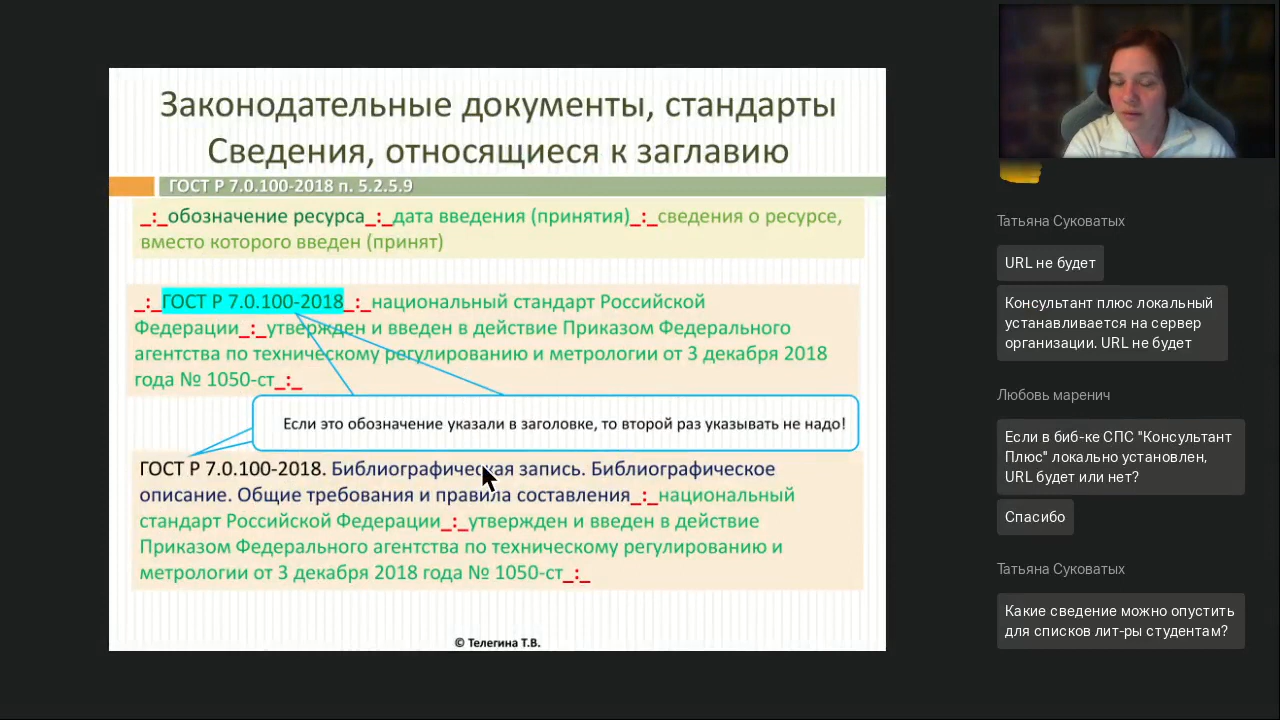 Законодательные документы, стандарты
Сведения, относящиеся к заглавию
ГОСТ Р 7.0.100-2018 п. 5.2.5.9
_:_обозначение ресурса_:_дата введения (принятия)_:_сведения о ресурсе,
вместо которого введен (принят)
_:_ГОСТ Р 7.0.100-2018_:_национальный стандарт Российской
Федерации_:_утвержден и введен в действие Приказом Федерального
агентства по техническому регулированию и метрологии от 3 декабря 2018
года № 1050-ст_:_
Если это обозначение указали в заголовке, то второй раз указывать не надо!
ГОСТ Р 7.0.100-2018. Библиографическая запись. Библиографическое
описание. Общие требования и правила составления_:_национальный
стандарт Российской Федерации_:_утвержден и введен в действие
Приказом Федерального агентства по техническому регулированию и
метрологии от 3 декабря 2018 года № 1050-ст_:_
© Телегина Т.В.
Татьяна Суковатых
URL не будет
Консультант плюс локальный
устанавливается на сервер
организации. URL не будет
Любовь маренич
Если в биб-ке СПС "Консультант
Плюс" локально установлен,
URL будет или нет?
Спасибо
Татьяна Суковатых
Какие сведение можно опустить
для списков лит-ры студентам?